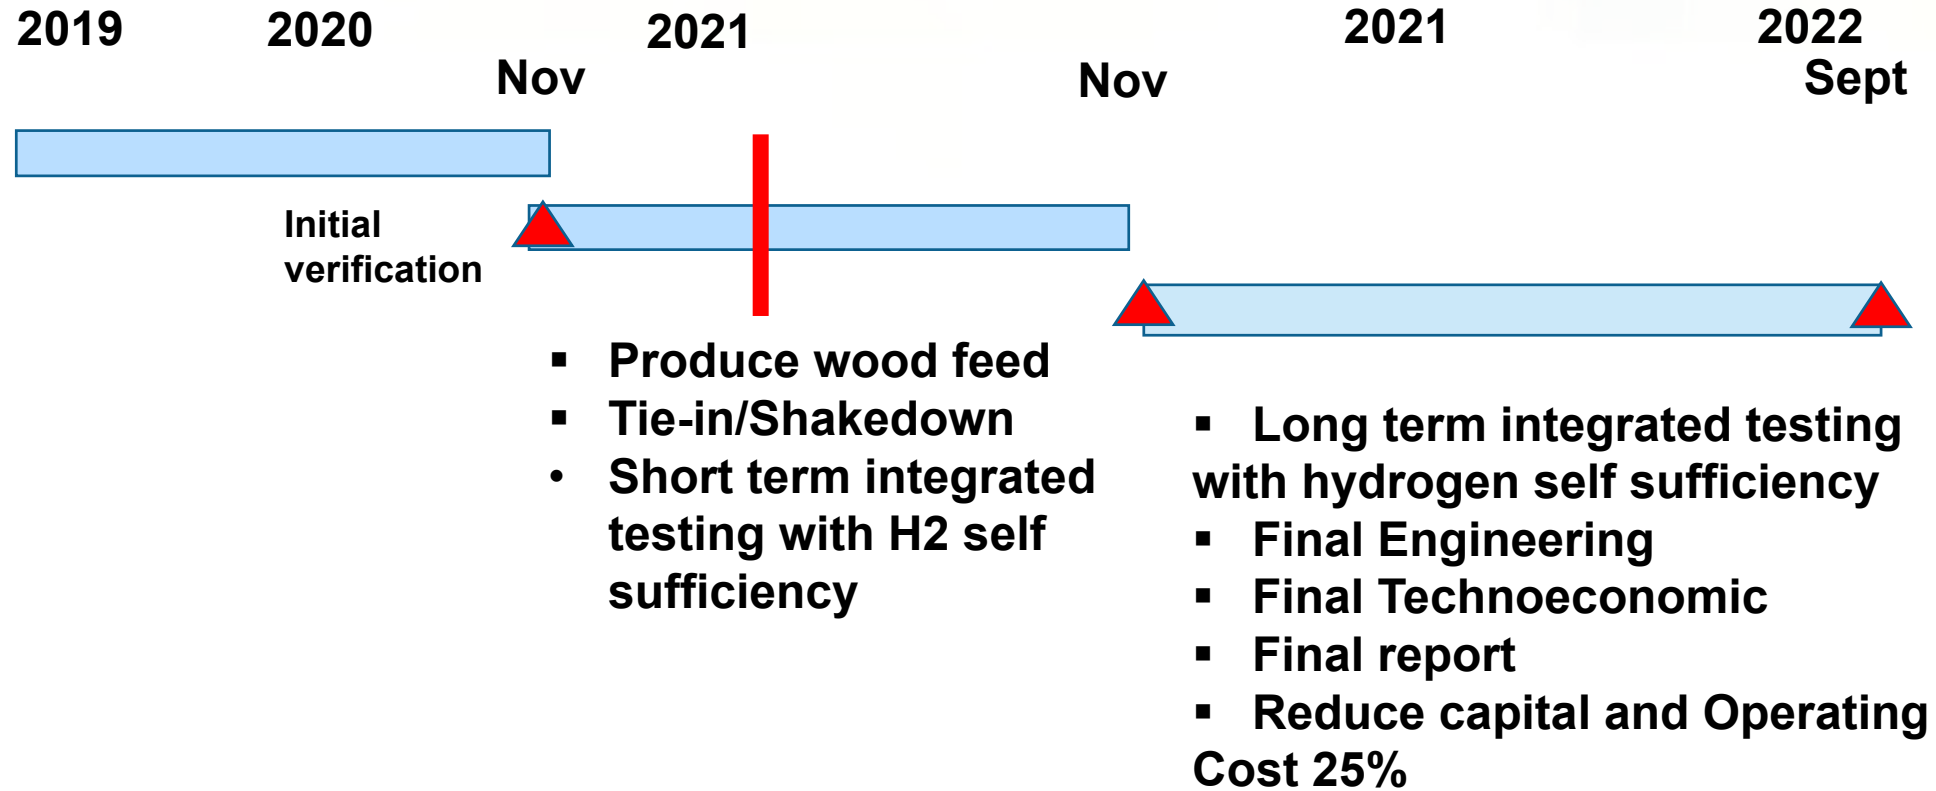 2019 2020 2021 2021 2022
Nov Nov Sept
Initial
verification
▪ Produce wood feed
▪ Tie-in/Shakedown
• Short term integrated
testing with H2 self
sufficiency
▪ Long term integrated testing
with hydrogen self sufficiency
▪ Final Engineering
▪ Final Technoeconomic
▪ Final report
▪ Reduce capital and Operating
Cost 25%